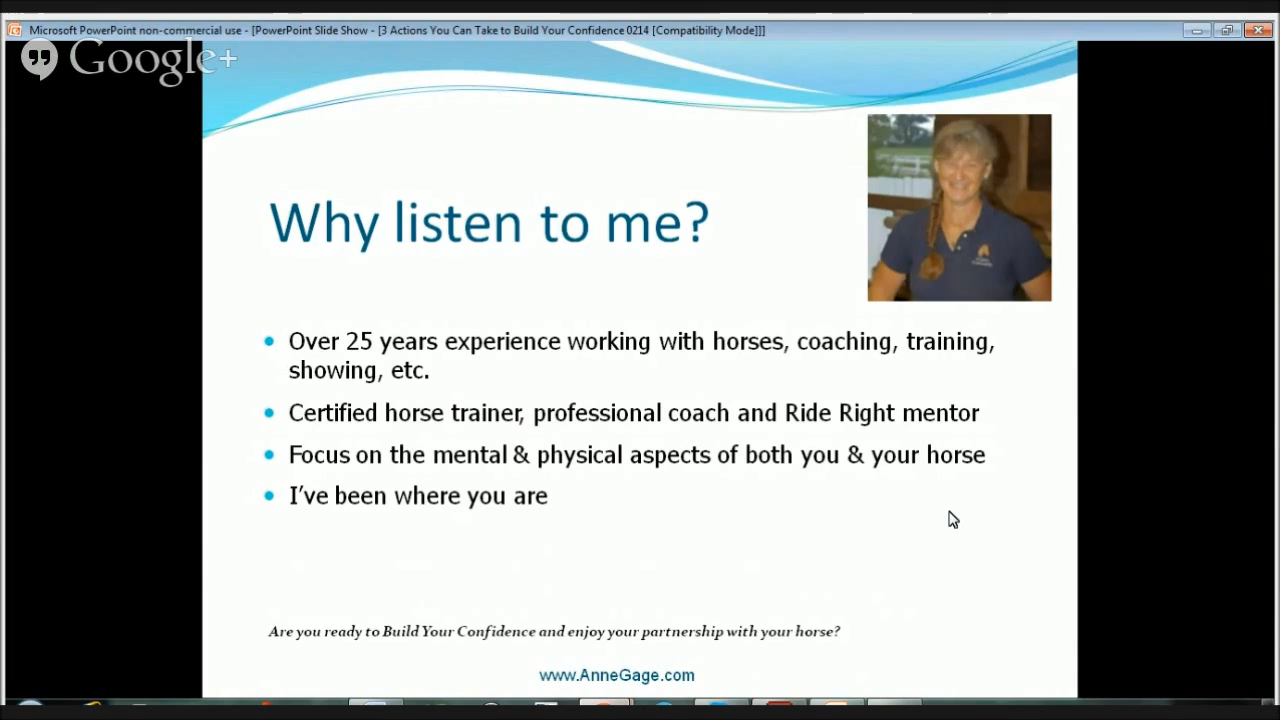 Microsoft PowerPoint non-commercial use - [PowerPoint Slide Show - [3 Actions You Can Take to Build Your Confidence 0214 [Compatibility Mode]]]
Google+
Why listen to me?
Over 25 years experience working with horses, coaching, training,
showing, etc.
Certified horse trainer, professional coach and Ride Right mentor
Focus on the mental & physical aspects of both you & your horse
I’ve been where you are
Are you ready to Build Your Confidence and enjoy your partnership with your horse?
www.AnneGage.com